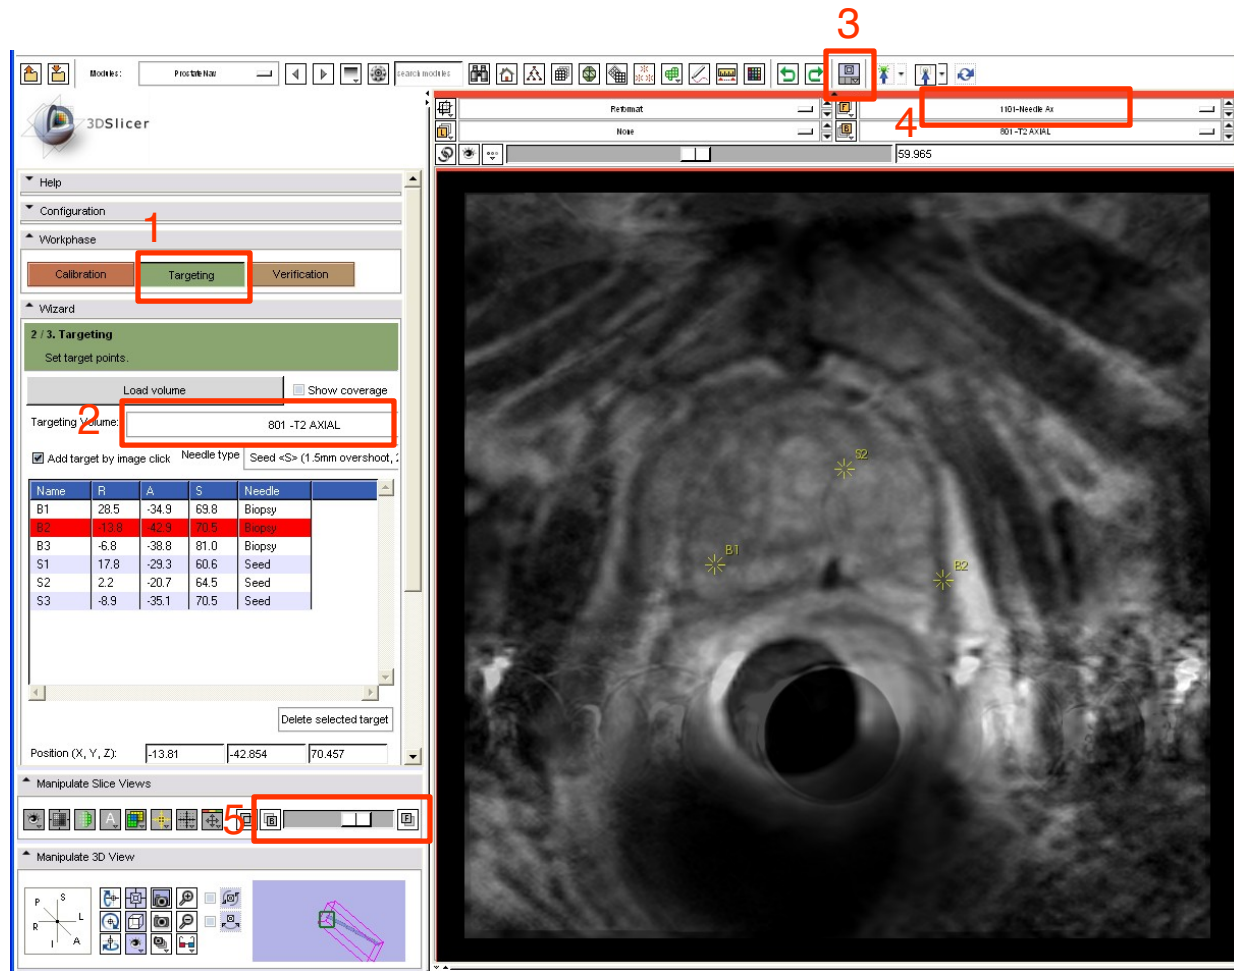 3
Modules:
ProstateNav
search modules
4
Reformat
1101-Needle Ax
None
801 -T2 AXIAL
59.965
3DSlicer
Help
Configuration
1
Workphase
Calibration
Targeting
Verification
Wizard
2 / 3. Targeting
Set target points.
Load volume
Show coverage
2
Targeting Volume:
801 -T2 AXIAL
Add target by image click
Needle type
Seed <S> (1.5mm overshoot, 2
Name R A S Needle
B1 28.5 -34.9 69.8 Biopsy
B2 -13.8 -42.9 70.5 Biopsy
B3 -6.8 -38.8 81.0 Biopsy
S1 17.8 -29.3 60.6 Seed
S2 2.2 -20.7 64.5 Seed
S3 -8.9 -35.1 70.5 Seed
Delete selected target
Position (X, Y, Z):
-13.81
-42.854
70.457
S2
B1
B2
Manipulate Slice Views
5
Manipulate 3D View
P S
R L
I A